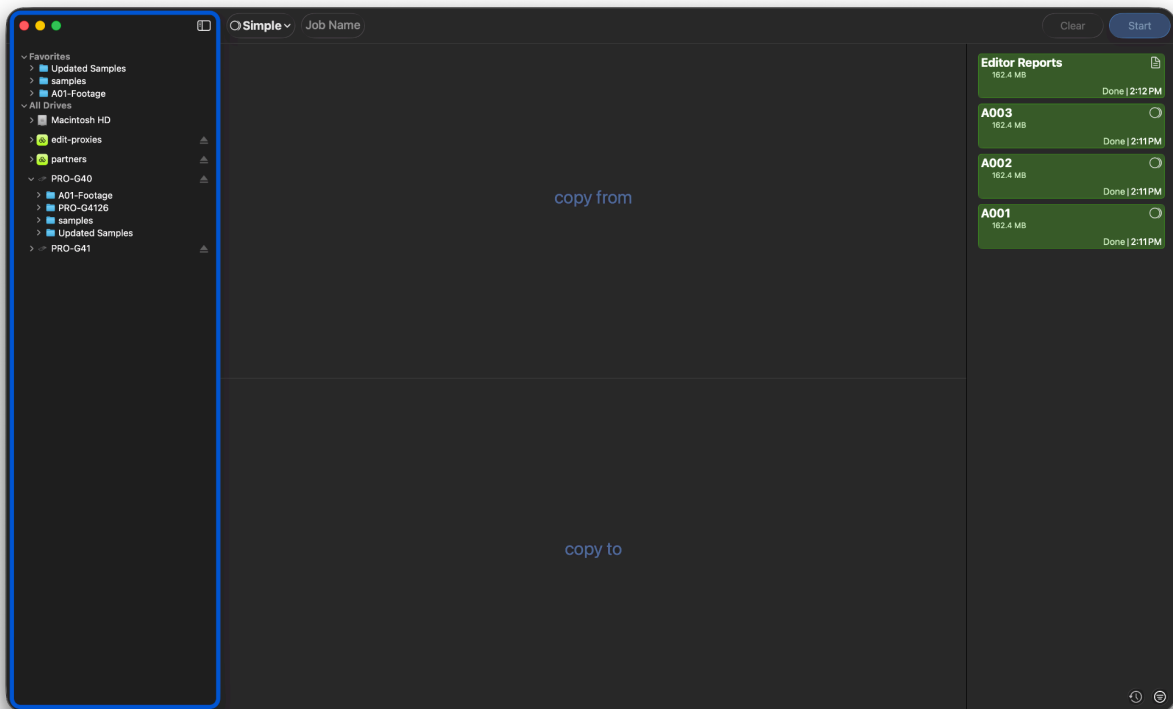 Simple
Job Name
Clear
Start
Favorites
Updated Samples
samples
A01-Footage
All Drives
Macintosh HD
edit-proxies
partners
PRO-G40
A01-Footage
PRO-G4126
samples
Updated Samples
PRO-G41
copy from
copy to
Editor Reports
162.4 MB
Done | 2:12 PM
A003
162.4 MB
Done | 2:11 PM
A002
162.4 MB
Done | 2:11 PM
A001
162.4 MB
Done | 2:11 PM